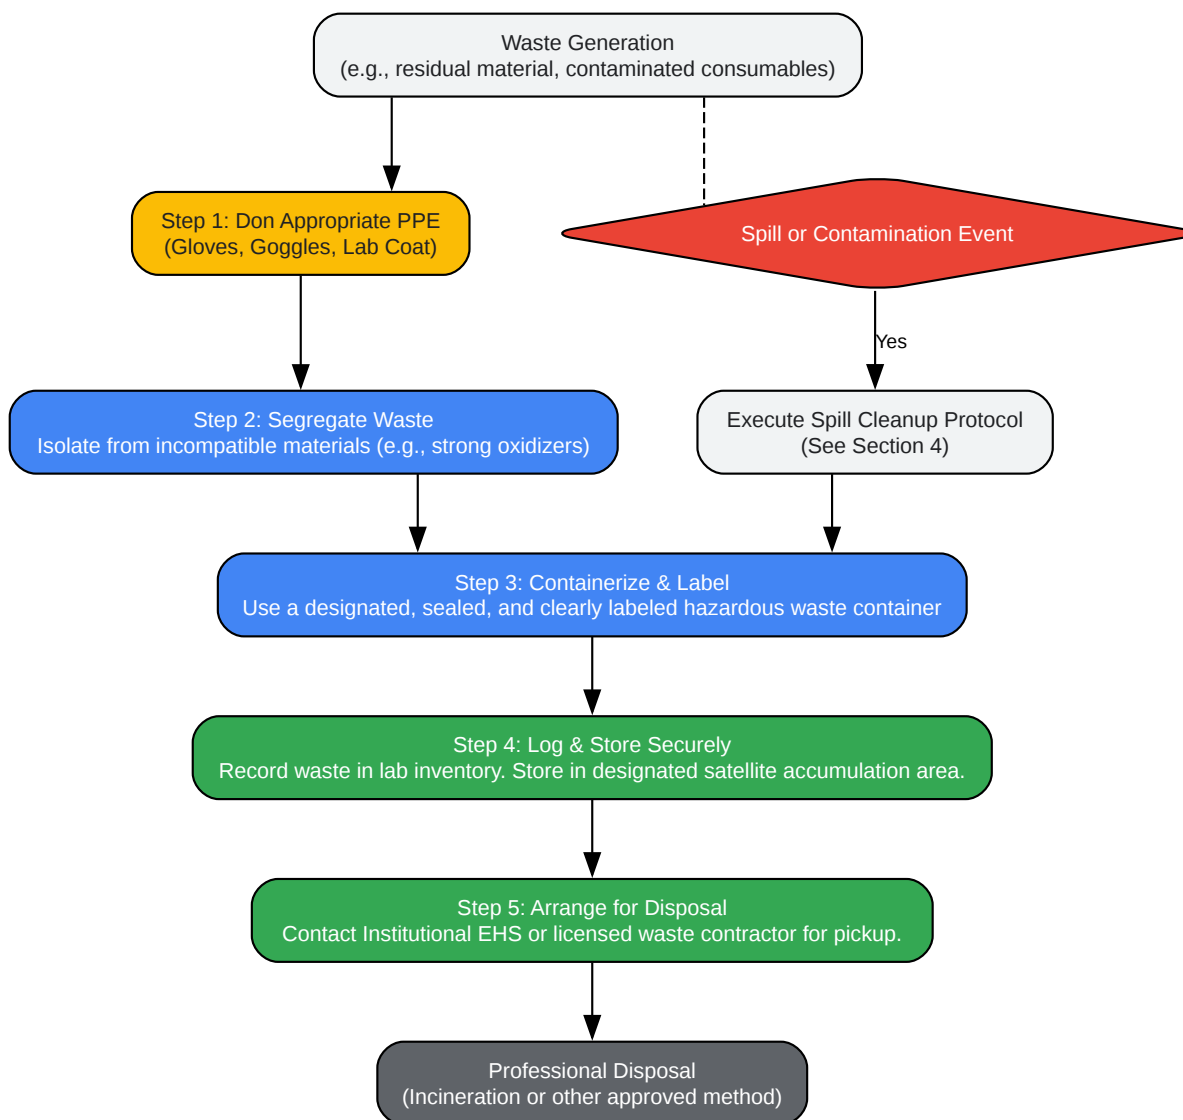 Waste Generation
(e.g., residual material, contaminated consumables)
Step 1: Don Appropriate PPE
(Gloves, Goggles, Lab Coat)
Spill or Contamination Event
Yes
Step 2: Segregate Waste
Isolate from incompatible materials (e.g., strong oxidizers)
Execute Spill Cleanup Protocol
(See Section 4)
Step 3: Containerize & Label
Use a designated, sealed, and clearly labeled hazardous waste container
Step 4: Log & Store Securely
Record waste in lab inventory. Store in designated satellite accumulation area.
Step 5: Arrange for Disposal
Contact Institutional EHS or licensed waste contractor for pickup.
Professional Disposal
(Incineration or other approved method)